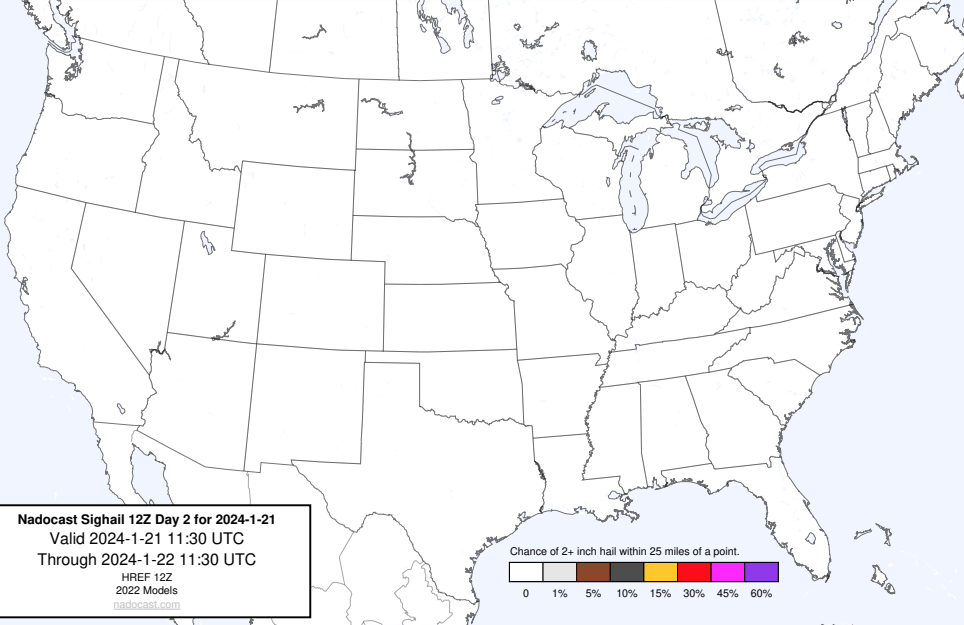 Nadocast Sighail 12Z Day 2 for 2024-1-21
Valid 2024-1-21 11:30 UTC
Through 2024-1-22 11:30 UTC
HREF 12Z
2022 Models
nadocast.com
Chance of 2+ inch hail within 25 miles of a point.
0 1% 5% 10% 15% 30% 45% 60%